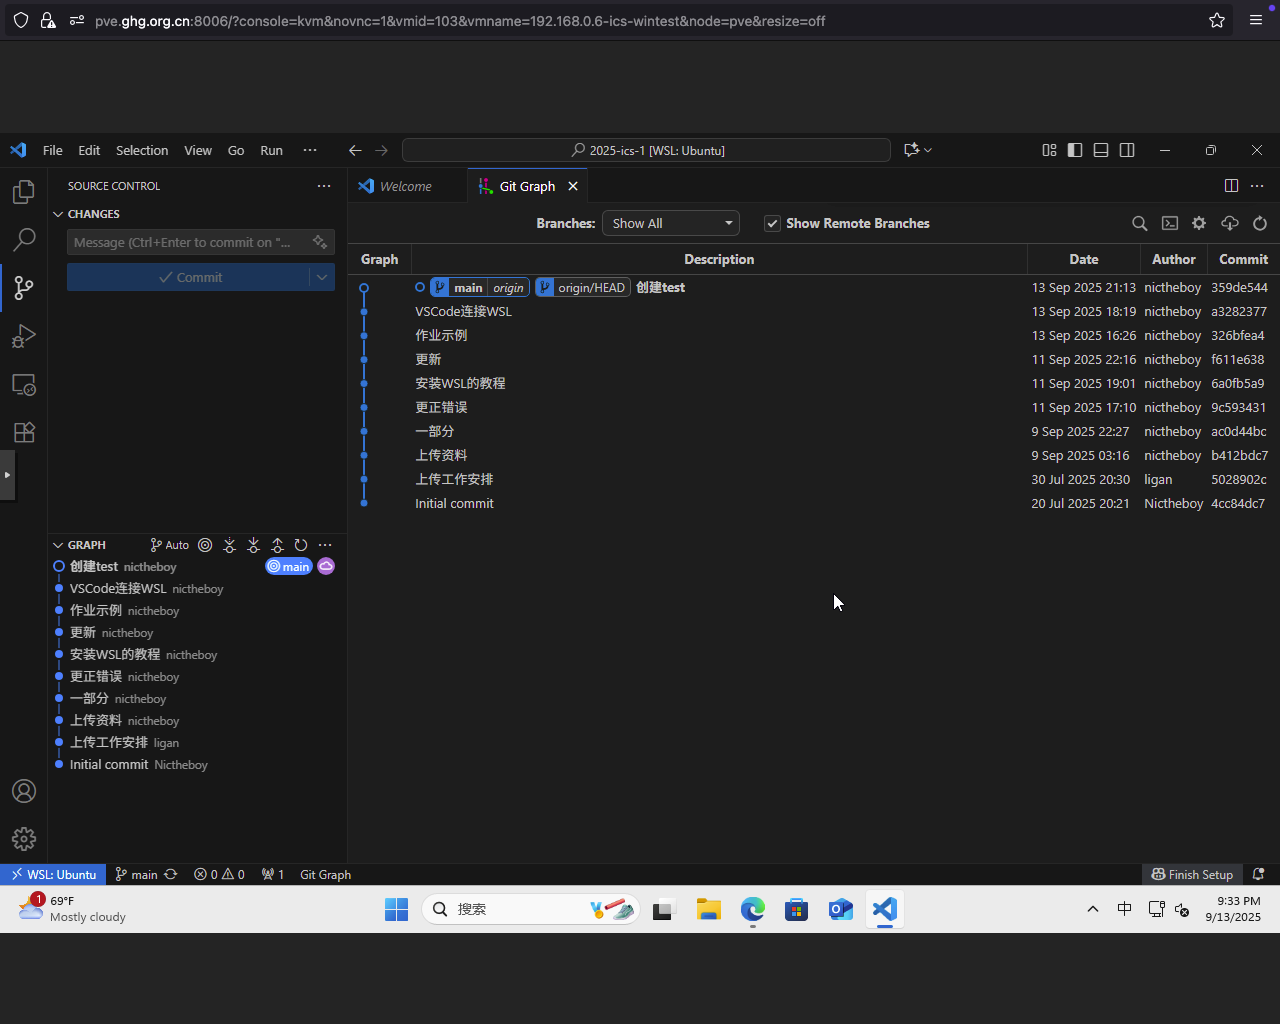 pve.ghg.org.cn:8006/?console=kvm&novnc=1&vmid=103&vmname=192.168.0.6-ics-wintest&node=pve&resize=off
File Edit Selection View Go Run ··· 2025-ics-1 [WSL: Ubuntu]
SOURCE CONTROL ···
Welcome
Git Graph
CHANGES
Message (Ctrl+Enter to commit on "...
Commit
Branches: Show All Show Remote Branches
Graph Description Date Author Commit
main origin origin/HEAD 创建test 13 Sep 2025 21:13 nictheboy 359de544
VSCode连接WSL 13 Sep 2025 18:19 nictheboy a3282377
作业示例 13 Sep 2025 16:26 nictheboy 326bfea4
更新 11 Sep 2025 22:16 nictheboy f611e638
安装WSL的教程 11 Sep 2025 19:01 nictheboy 6a0fb5a9
更正错误 11 Sep 2025 17:10 nictheboy 9c593431
一部分 9 Sep 2025 22:27 nictheboy ac0d44bc
上传资料 9 Sep 2025 03:16 nictheboy b412bdc7
上传工作安排 30 Jul 2025 20:30 ligan 5028902c
Initial commit 20 Jul 2025 20:21 Nictheboy 4cc84dc7
GRAPH Auto ···
创建test nictheboy main
VSCode连接WSL nictheboy
作业示例 nictheboy
更新 nictheboy
安装WSL的教程 nictheboy
更正错误 nictheboy
一部分 nictheboy
上传资料 nictheboy
上传工作安排 ligan
Initial commit Nictheboy
WSL: Ubuntu main 0 0 1 Git Graph Finish Setup
1
69°F
Mostly cloudy
搜索
中
9:33 PM
9/13/2025